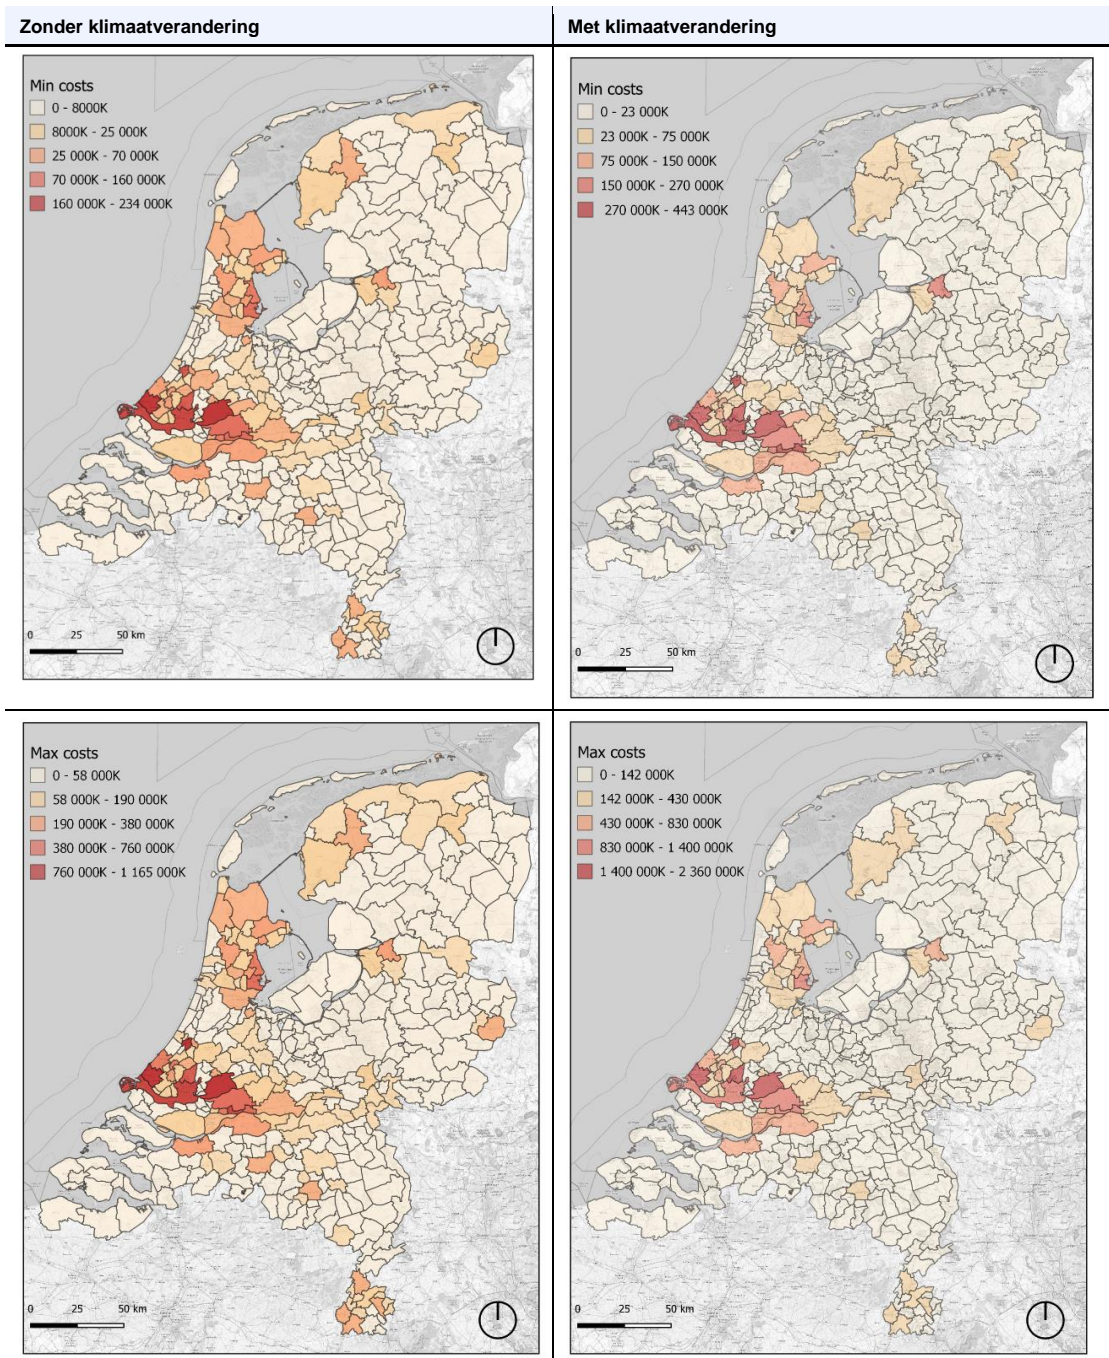 Zonder klimaatverandering
Met klimaatverandering
Min costs
0 - 8000K
8000K - 25 000K
25 000K - 70 000K
70 000K - 160 000K
160 000K - 234 000K
0 25 50 km
Min costs
0 - 23 000K
23 000K - 75 000K
75 000K - 150 000K
150 000K - 270 000K
270 000K - 443 000K
0 25 50 km
Max costs
0 - 58 000K
58 000K - 190 000K
190 000K - 380 000K
380 000K - 760 000K
760 000K - 1 165 000K
0 25 50 km
Max costs
0 - 142 000K
142 000K - 430 000K
430 000K - 830 000K
830 000K - 1 400 000K
1 400 000K - 2 360 000K
0 25 50 km